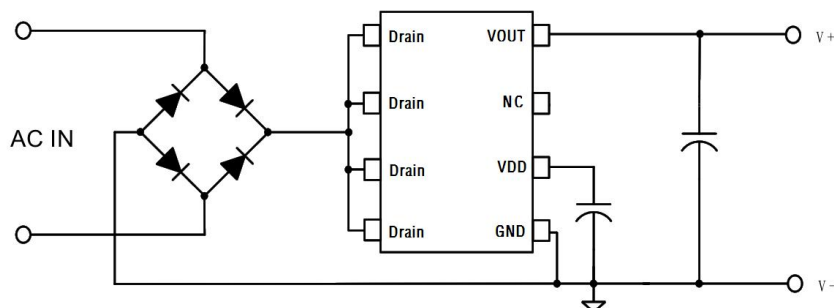 Drain VOUT V+
Drain NC
AC IN
Drain VDD
Drain GND
V-